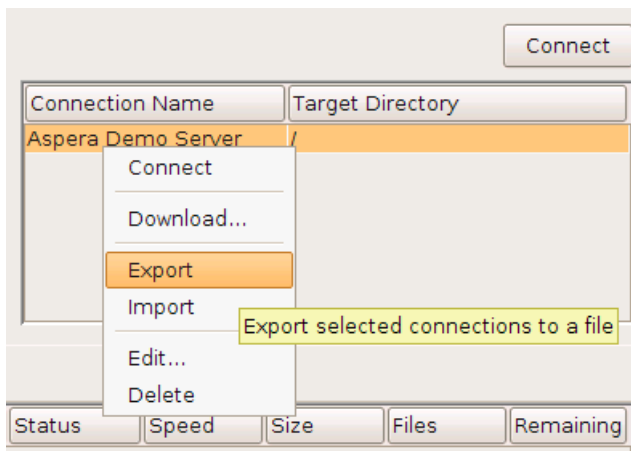 Connect
Connection Name Target Directory
Aspera Demo Server /
Connect
Download...
Export
Import
Export selected connections to a file
Edit...
Delete
Status Speed Size Files Remaining